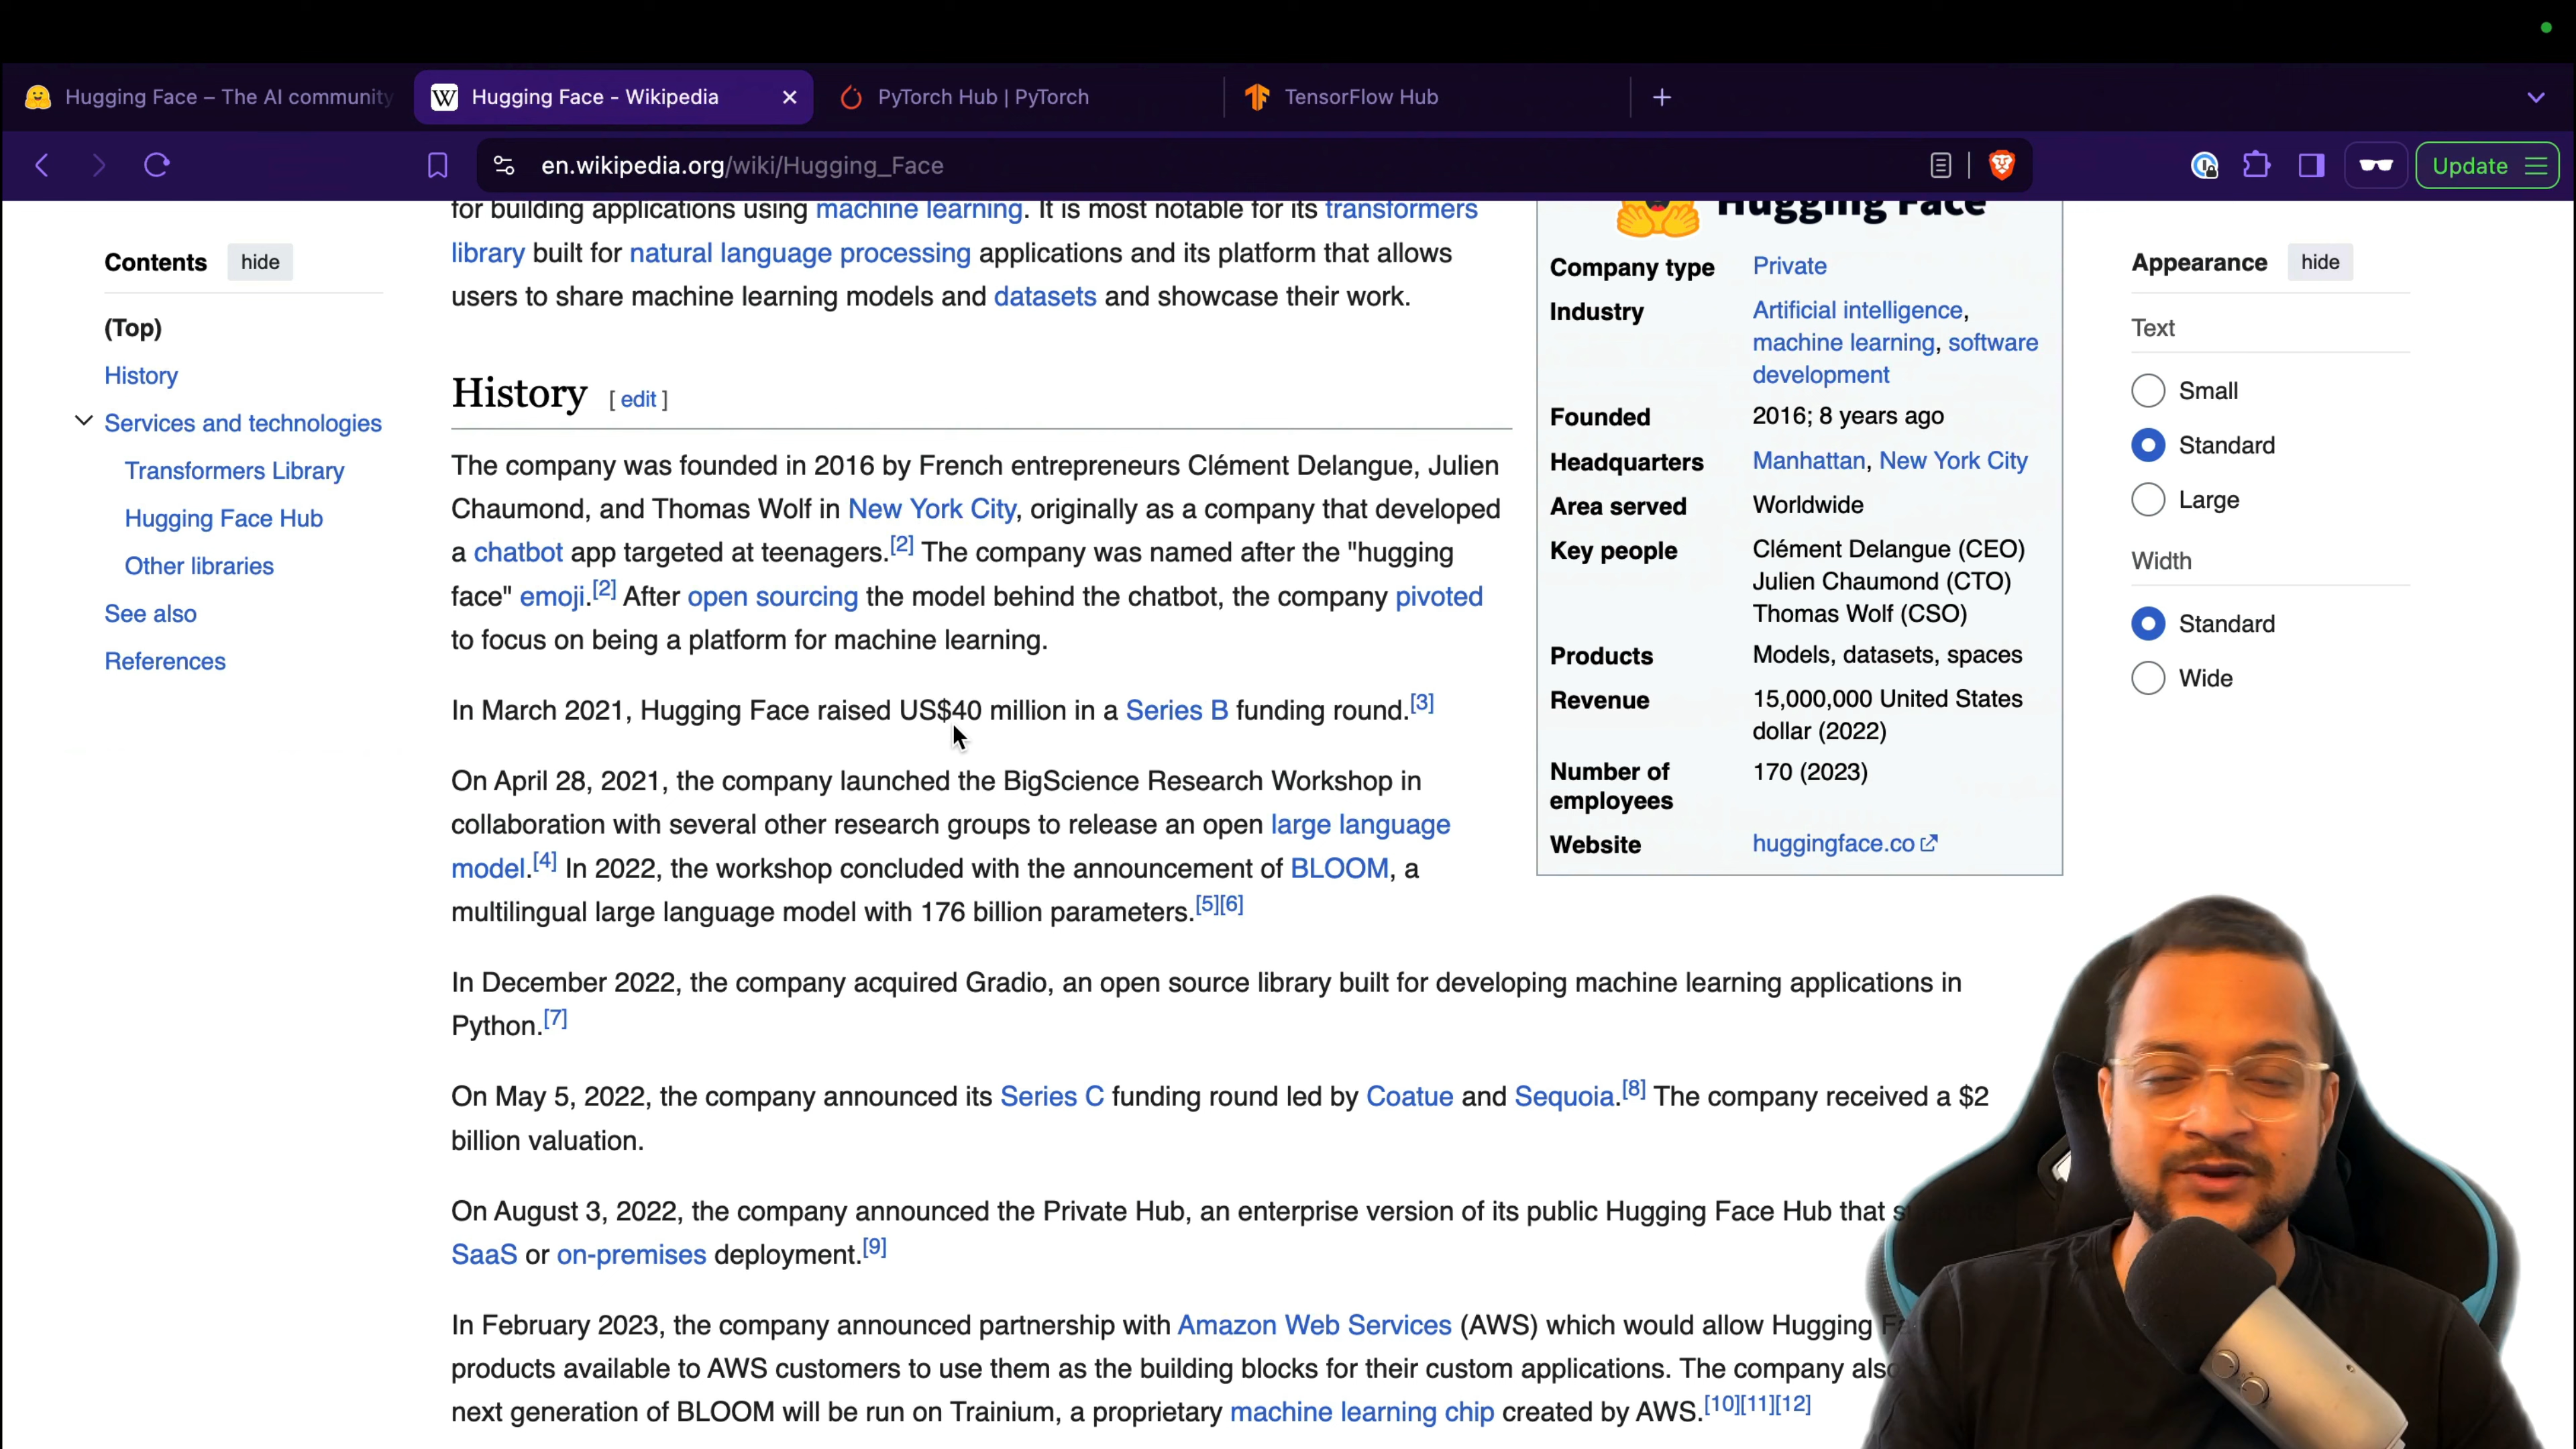 Hugging Face – The AI community
Hugging Face - Wikipedia
PyTorch Hub | PyTorch
TensorFlow Hub
en.wikipedia.org/wiki/Hugging_Face
Update
Contents
hide
(Top)
History
Services and technologies
Transformers Library
Hugging Face Hub
Other libraries
See also
References
for building applications using machine learning. It is most notable for its transformers
library built for natural language processing applications and its platform that allows
users to share machine learning models and datasets and showcase their work.
History [ edit ]
The company was founded in 2016 by French entrepreneurs Clément Delangue, Julien
Chaumond, and Thomas Wolf in New York City, originally as a company that developed
a chatbot app targeted at teenagers.[2] The company was named after the "hugging
face" emoji.[2] After open sourcing the model behind the chatbot, the company pivoted
to focus on being a platform for machine learning.
In March 2021, Hugging Face raised US$40 million in a Series B funding round.[3]
On April 28, 2021, the company launched the BigScience Research Workshop in
collaboration with several other research groups to release an open large language
model.[4] In 2022, the workshop concluded with the announcement of BLOOM, a
multilingual large language model with 176 billion parameters.[5][6]
In December 2022, the company acquired Gradio, an open source library built for developing machine learning applications in
Python.[7]
On May 5, 2022, the company announced its Series C funding round led by Coatue and Sequoia.[8] The company received a $2
billion valuation.
On August 3, 2022, the company announced the Private Hub, an enterprise version of its public Hugging Face Hub that
SaaS or on-premises deployment.[9]
In February 2023, the company announced partnership with Amazon Web Services (AWS) which would allow Hugging
products available to AWS customers to use them as the building blocks for their custom applications. The company
next generation of BLOOM will be run on Trainium, a proprietary machine learning chip created by AWS.[10][11][12]
Hugging Face
Company type Private
Industry Artificial intelligence,
machine learning, software
development
Founded 2016; 8 years ago
Headquarters Manhattan, New York City
Area served Worldwide
Key people Clément Delangue (CEO)
Julien Chaumond (CTO)
Thomas Wolf (CSO)
Products Models, datasets, spaces
Revenue 15,000,000 United States
dollar (2022)
Number of 170 (2023)
employees
Website huggingface.co
Appearance
hide
Text
Small
Standard
Large
Width
Standard
Wide